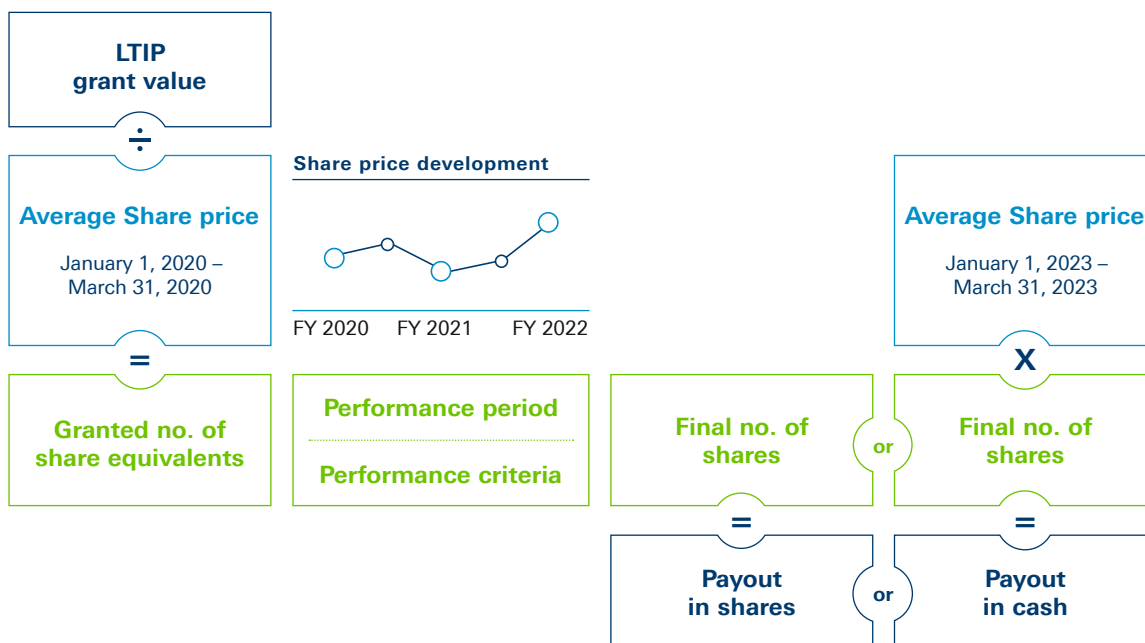 LTIP
grant value
÷
Average Share price
January 1, 2020 –
March 31, 2020
=
Granted no. of
share equivalents
Share price development
FY 2020 FY 2021 FY 2022
Performance period
Performance criteria
Final no. of
shares
or
=
Payout
in shares
or
Average Share price
January 1, 2023 –
March 31, 2023
X
Final no. of
shares
=
Payout
in cash